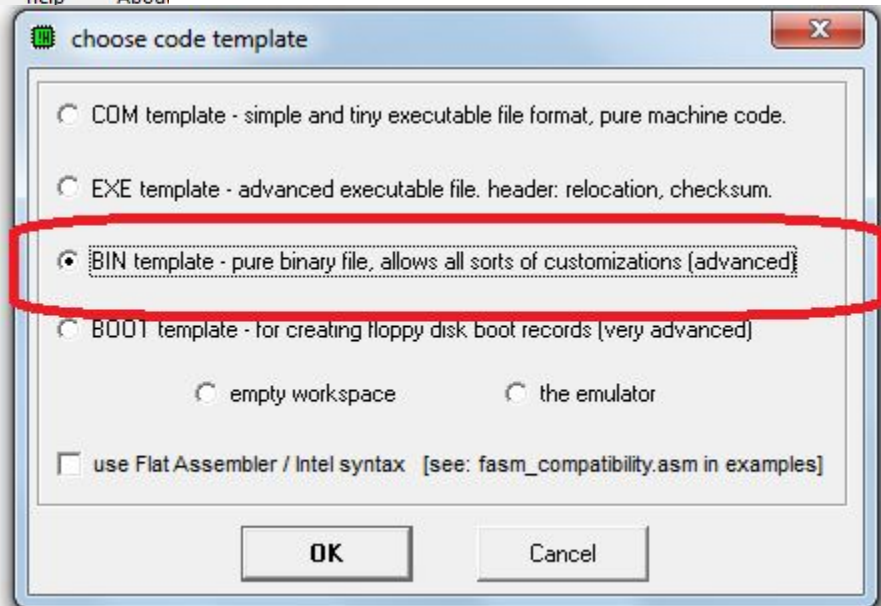 help About
choose code template
COM template - simple and tiny executable file format, pure machine code.
EXE template - advanced executable file. header: relocation, checksum.
BIN template - pure binary file, allows all sorts of customizations (advanced)
BOOT template - for creating floppy disk boot records (very advanced)
empty workspace the emulator
use Flat Assembler / Intel syntax [see: fasm_compatibility.asm in examples]
OK Cancel